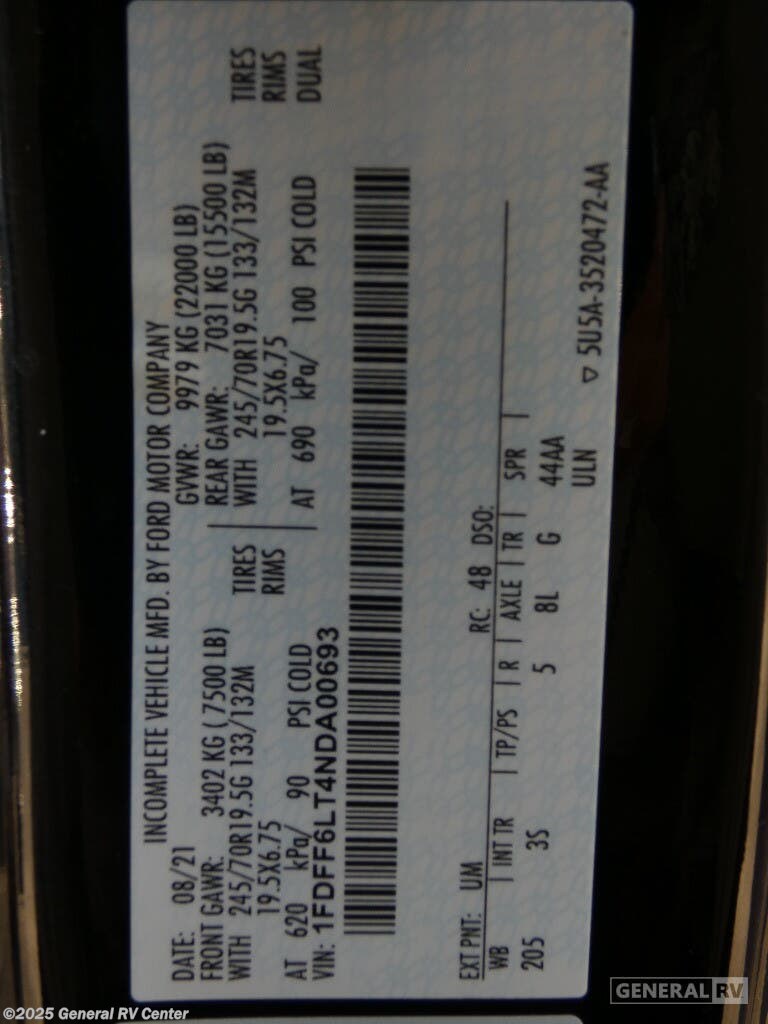 INCOMPLETE VEHICLE MFD. BY FORD MOTOR COMPANY
DATE: 08/21 GVWR: 9979 KG (22000 LB)
FRONT GAWR: 3402 KG ( 7500 LB) REAR GAWR: 7031 KG (15500 LB)
WITH 245/70R19.5G 133/132M TIRES WITH 245/70R19.5G 133/132M TIRES
19.5X6.75 RIMS 19.5X6.75 RIMS
AT 620 kPa/ 90 PSI COLD AT 690 kPa/ 100 PSI COLD DUAL
VIN: 1FDFF6LT4NDA00693
EXT PNT: UM RC: 48 DSO:
WB | INT TR | TP/PS | R | AXLE | TR | SPR |
205 3S 5 8L G 44AA
ULN
▽ 5U5A-3520472-AA
GENERAL RV
©2025 General RV Center